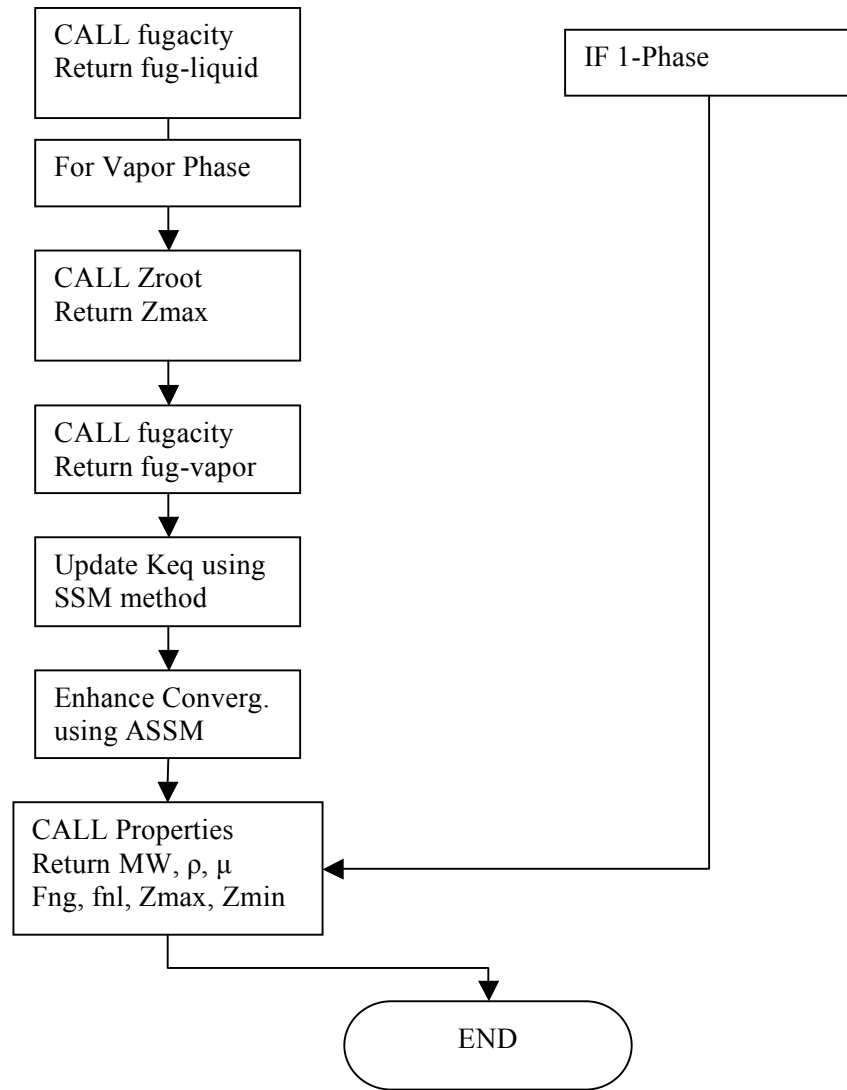 CALL fugacity
Return fug-liquid
IF 1-Phase
For Vapor Phase
CALL Zroot
Return Zmax
CALL fugacity
Return fug-vapor
Update Keq using
SSM method
Enhance Converg.
using ASSM
CALL Properties
Return MW, ρ, μ
Fng, fnl, Zmax, Zmin
END